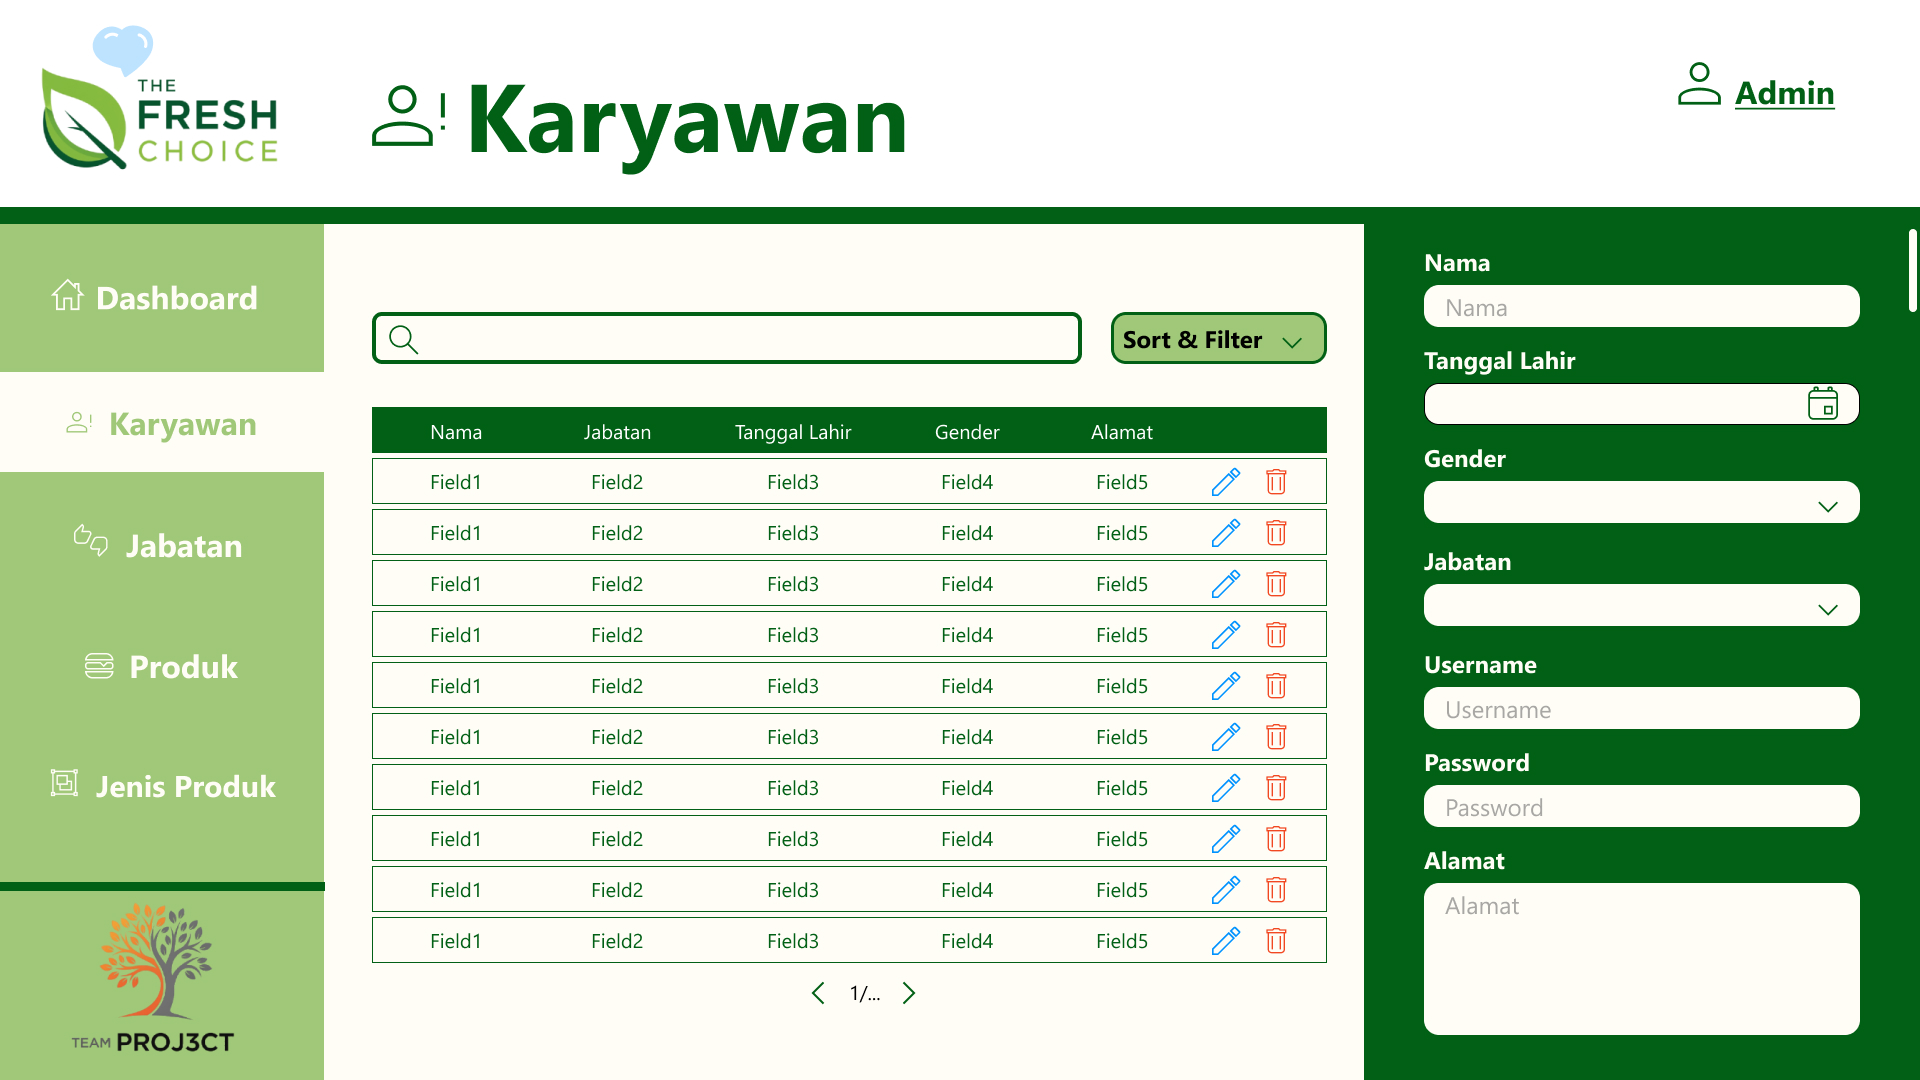 THE
FRESH
CHOICE
Karyawan
Admin
Dashboard
Karyawan
Jabatan
Produk
Jenis Produk
TEAM PROJ3CT
Sort & Filter
Nama Jabatan Tanggal Lahir Gender Alamat
Field1 Field2 Field3 Field4 Field5
Field1 Field2 Field3 Field4 Field5
Field1 Field2 Field3 Field4 Field5
Field1 Field2 Field3 Field4 Field5
Field1 Field2 Field3 Field4 Field5
Field1 Field2 Field3 Field4 Field5
Field1 Field2 Field3 Field4 Field5
Field1 Field2 Field3 Field4 Field5
Field1 Field2 Field3 Field4 Field5
Field1 Field2 Field3 Field4 Field5
1/...
Nama
Nama
Tanggal Lahir
Gender
Jabatan
Username
Username
Password
Password
Alamat
Alamat